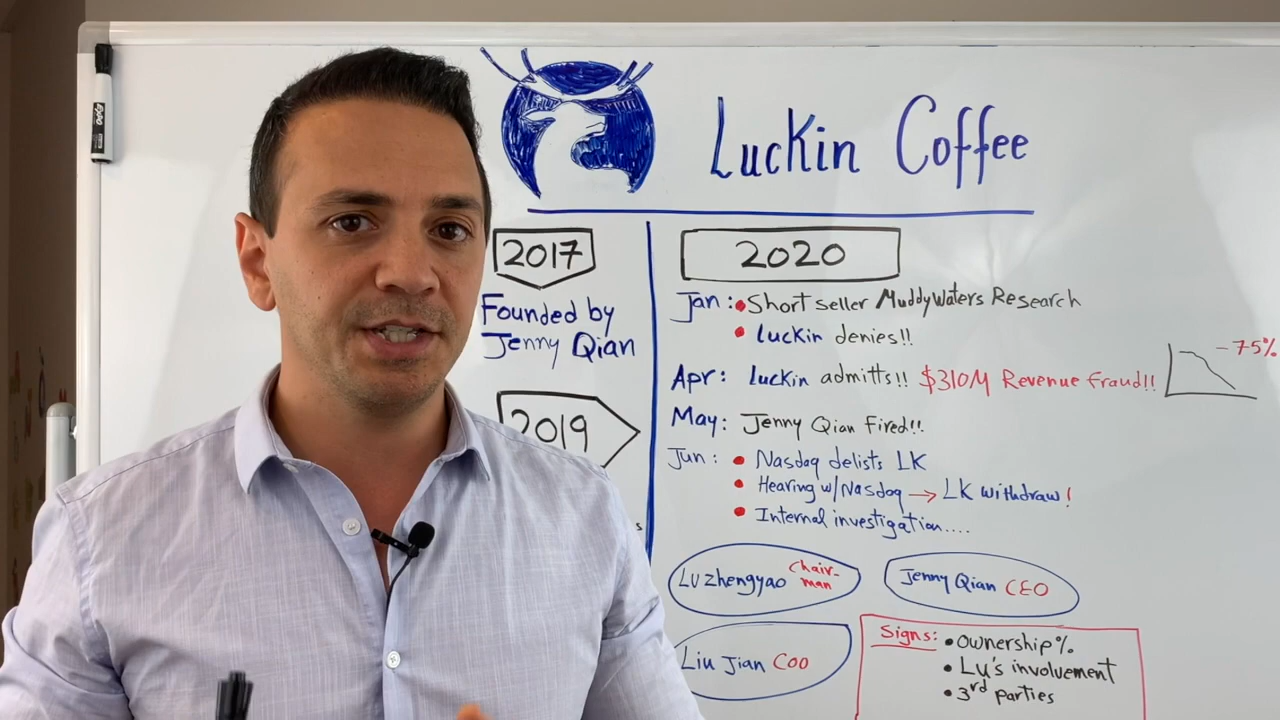 Luckin Coffee
2017
Founded by
Jenny Qian
2019
2020
Jan: • Short seller MuddyWaters Research
• Luckin denies!!
Apr: Luckin admitts!! $310M Revenue Fraud!!
-75%
May: Jenny Qian Fired!!
Jun: • Nasdaq delists LK
• Hearing w/Nasdaq → LK withdraw!
• Internal investigation....
Lu zhengyao Chair-
man
Jenny Qian CEO
Liu Jian COO
Signs: • Ownership%
• Lu's involvement
• 3rd parties